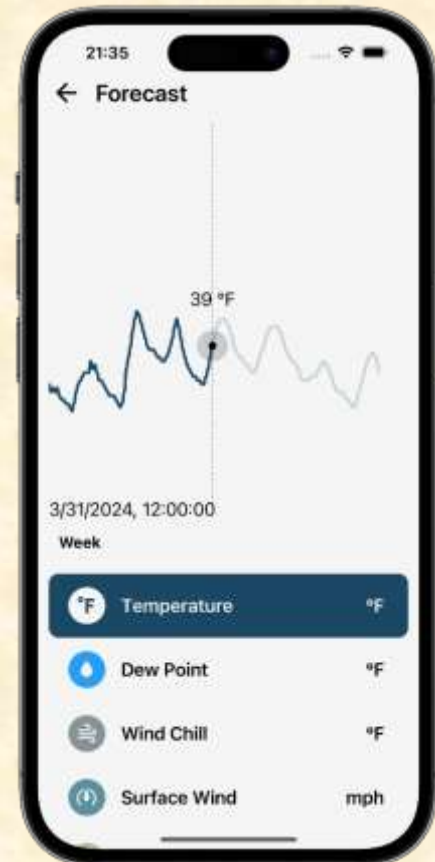 21:35
Forecast
39 °F
3/31/2024, 12:00:00
Week
°F Temperature °F
Dew Point °F
Wind Chill °F
Surface Wind mph